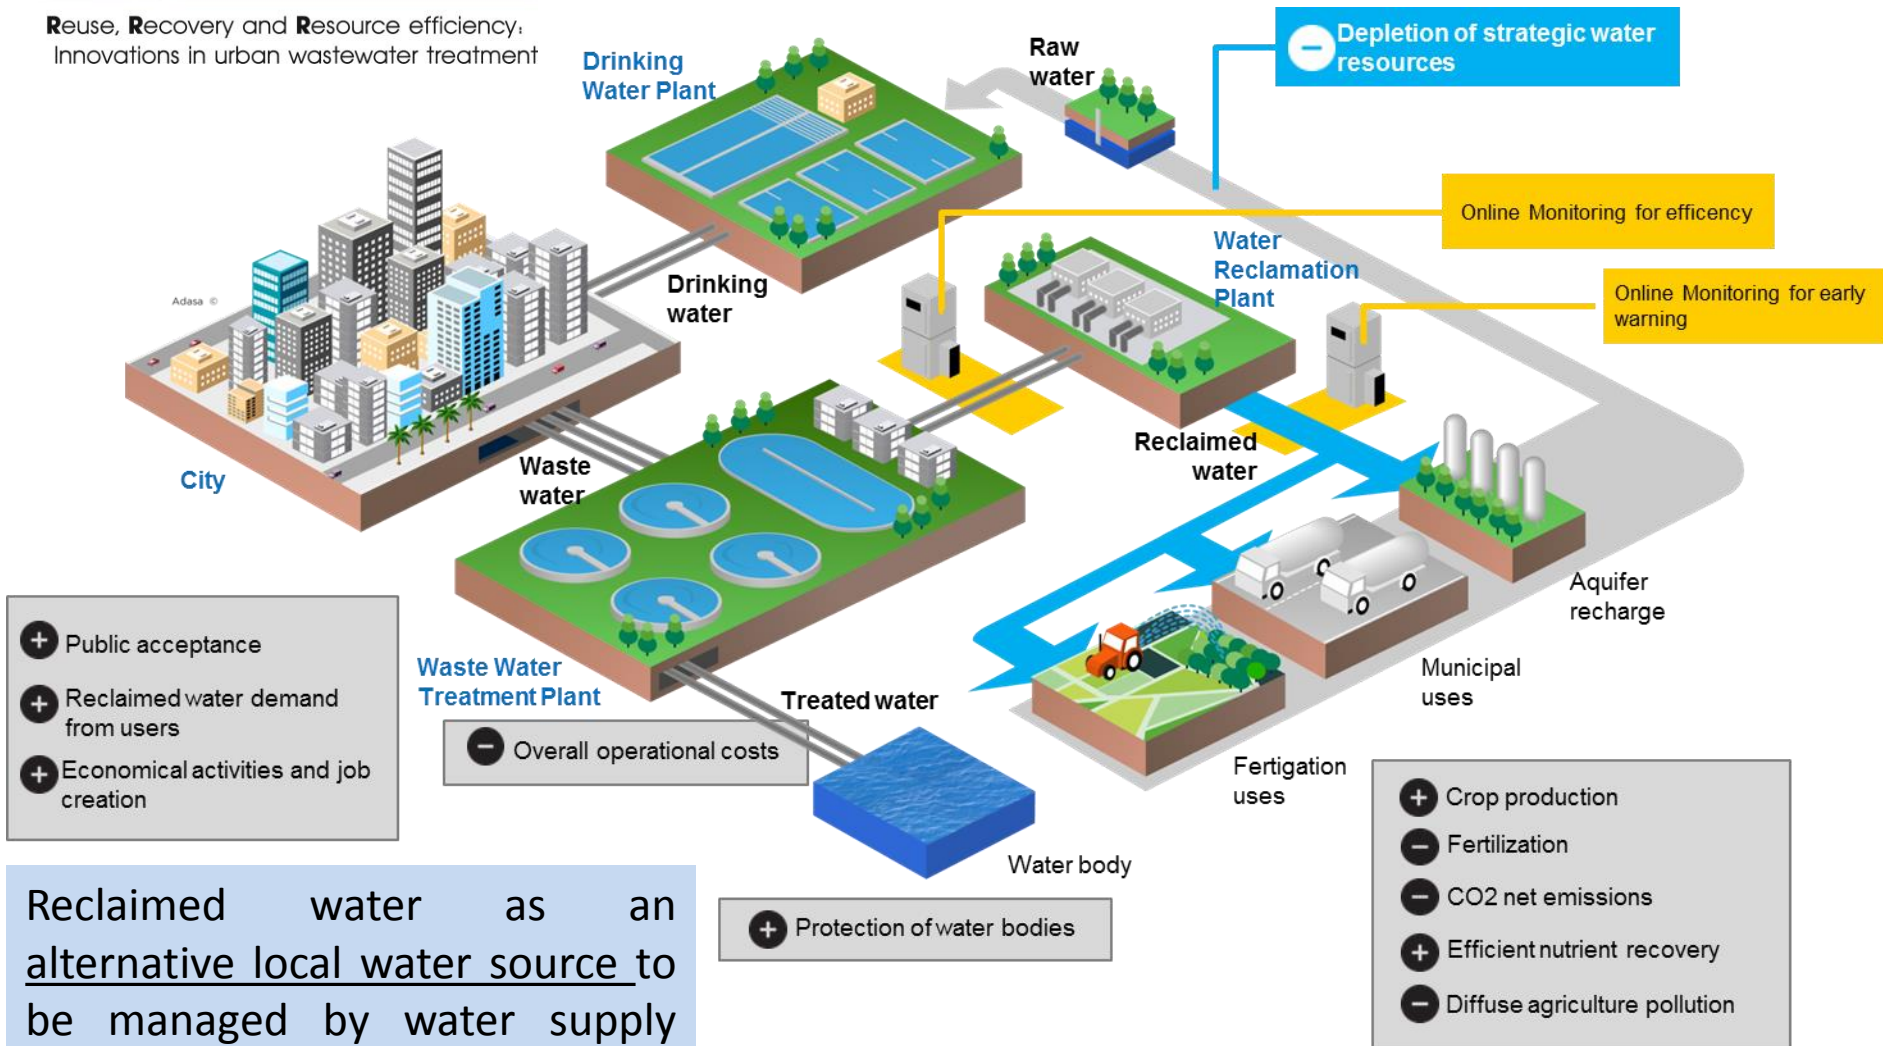 Reuse, Recovery and Resource efficiency:
Innovations in urban wastewater treatment
Drinking
Water Plant
Raw
water
Depletion of strategic water
resources
Online Monitoring for efficency
Water
Reclamation
Plant
Online Monitoring for early
warning
Adasa ©
Drinking
water
City
Waste
water
Reclaimed
water
Aquifer
recharge
Municipal
uses
Fertigation
uses
Waste Water
Treatment Plant
Treated water
Water body
Public acceptance
Reclaimed water demand
from users
Economical activities and job
creation
Overall operational costs
Protection of water bodies
Crop production
Fertilization
CO2 net emissions
Efficient nutrient recovery
Diffuse agriculture pollution
Reclaimed water as an
alternative local water source to
be managed by water supply